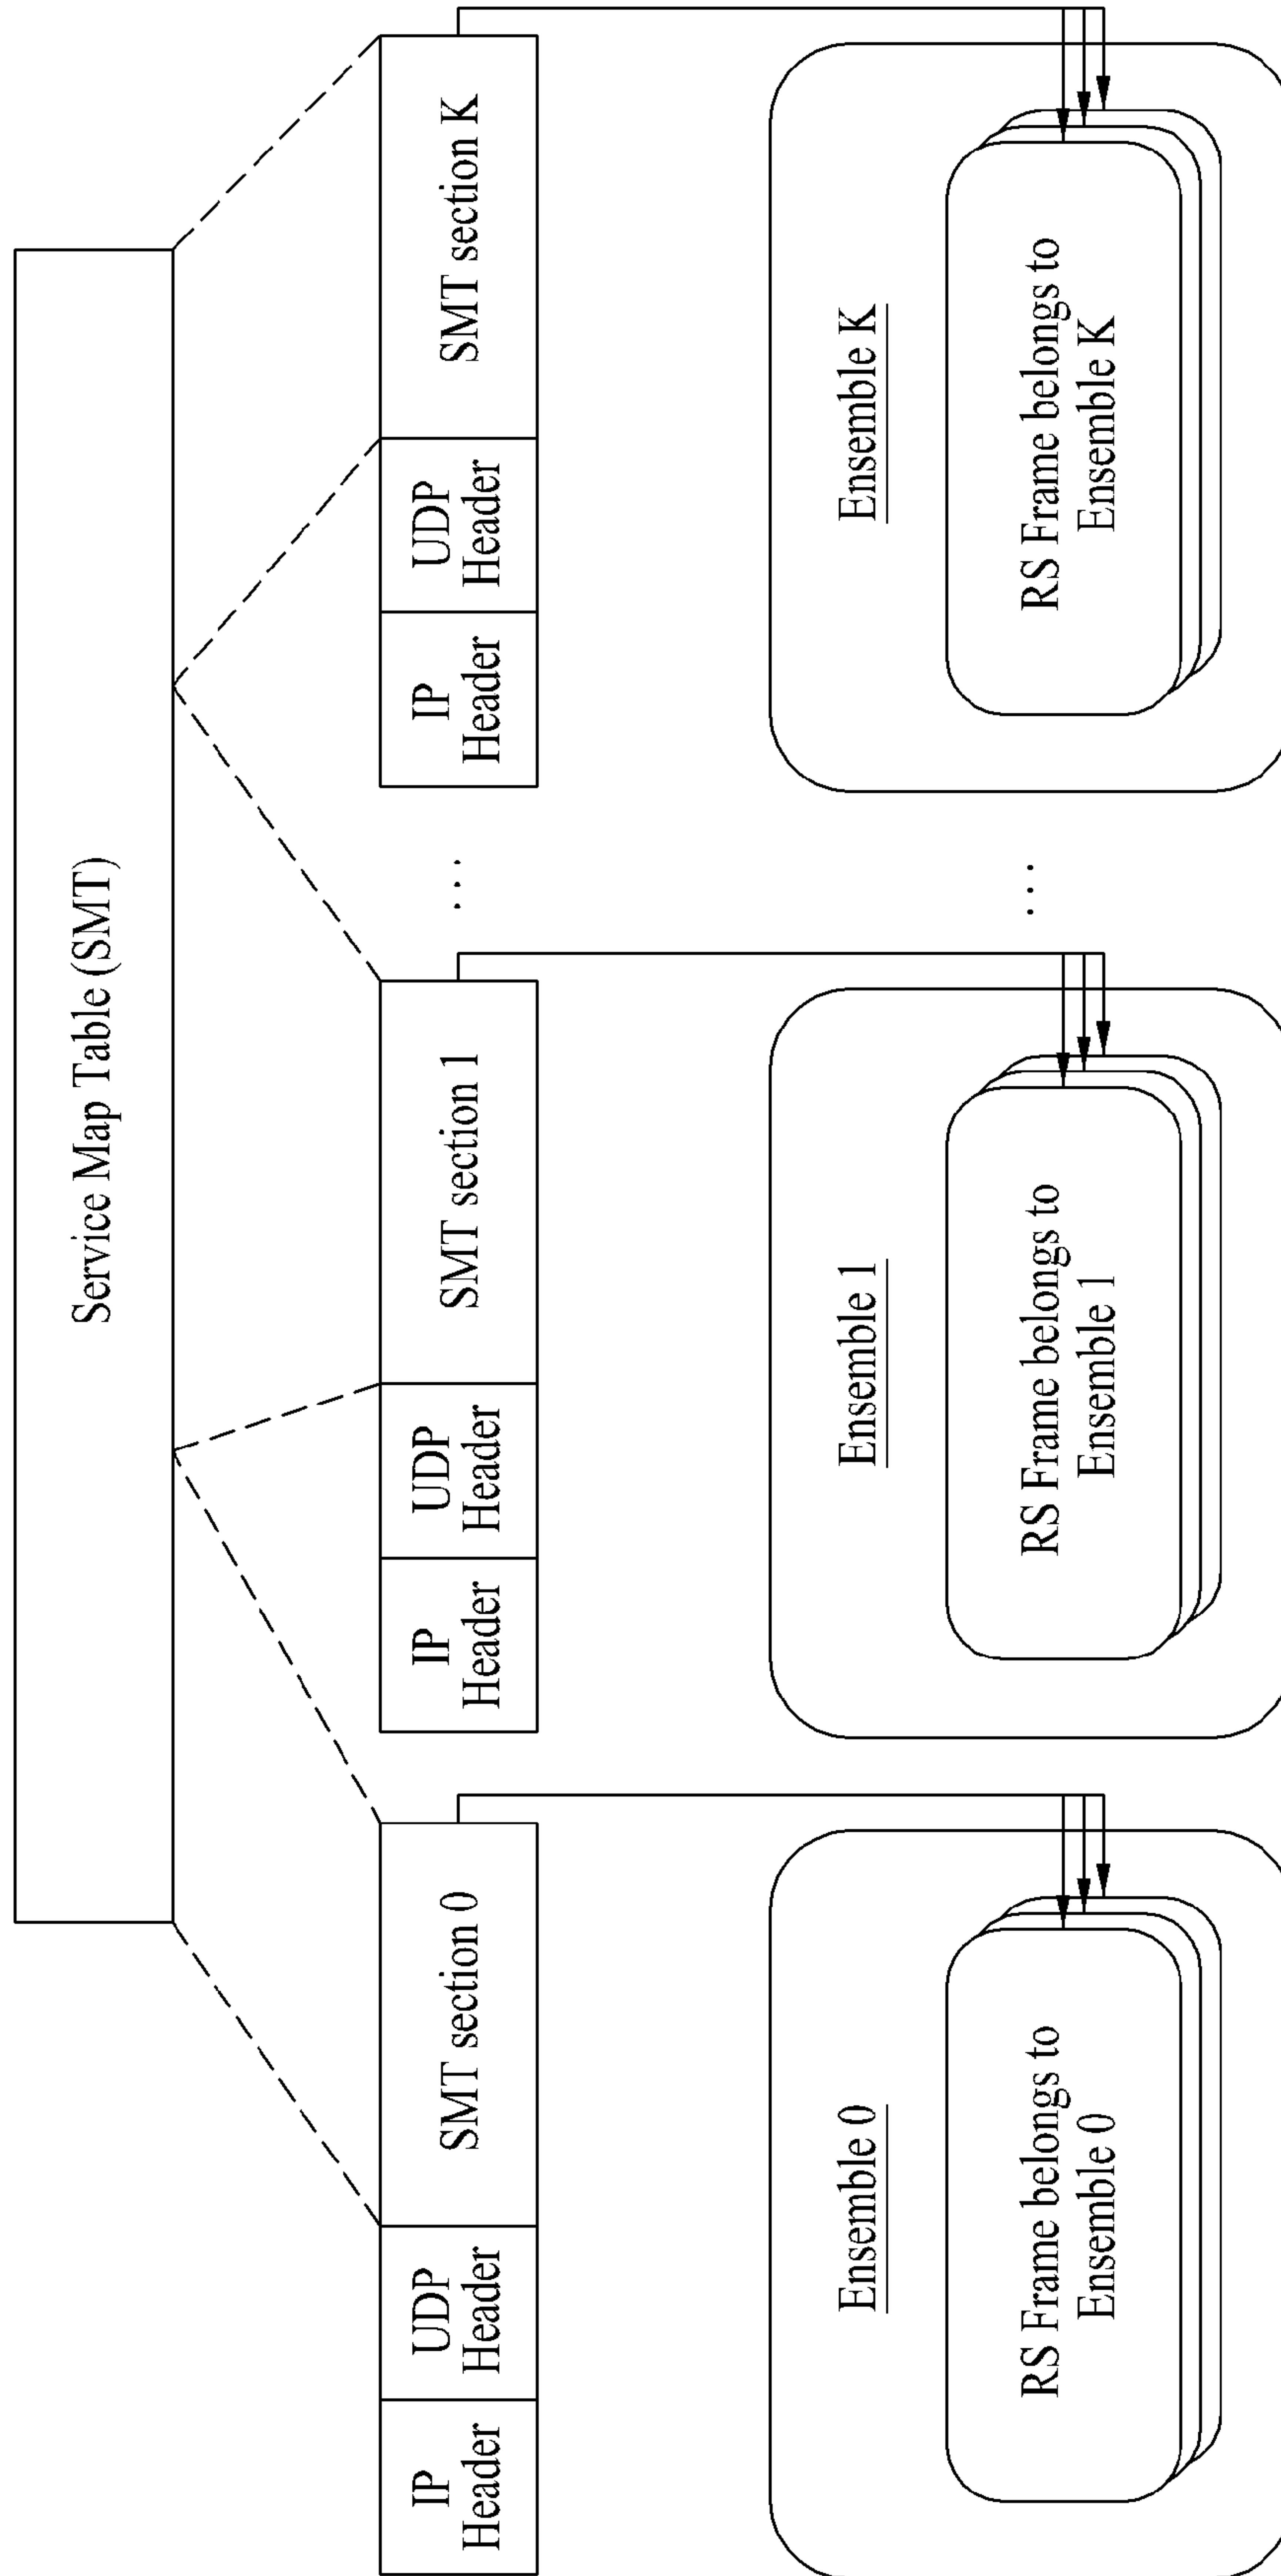 Service Map Table (SMT)
IP
Header
UDP
Header
SMT section 0
IP
Header
UDP
Header
SMT section 1
...
IP
Header
UDP
Header
SMT section K
Ensemble 0
RS Frame belongs to
Ensemble 0
Ensemble 1
RS Frame belongs to
Ensemble 1
...
Ensemble K
RS Frame belongs to
Ensemble K